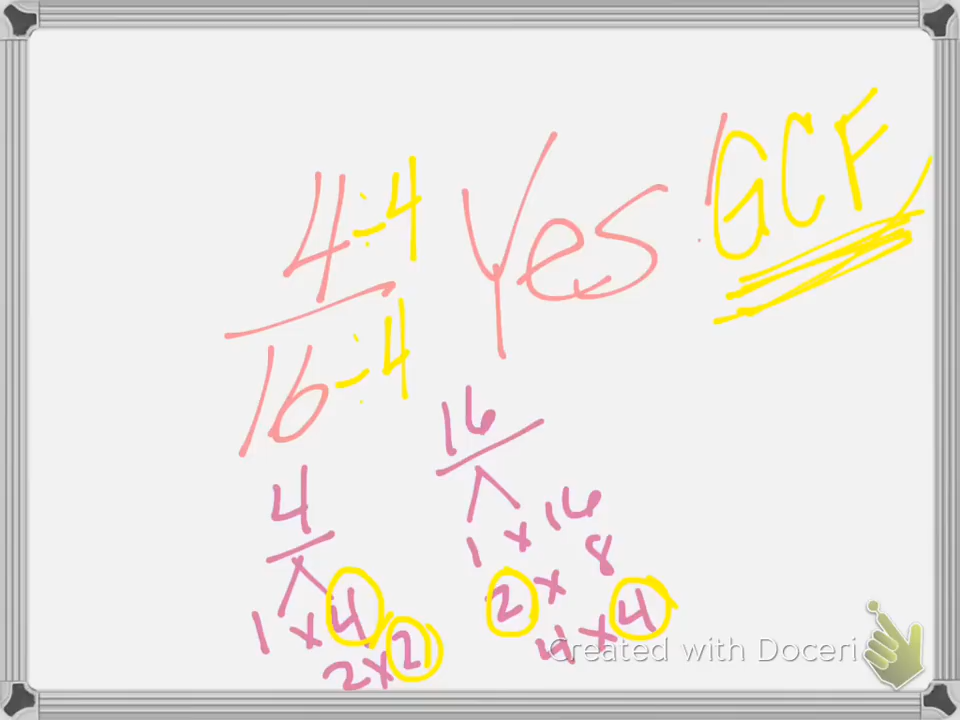 4 ÷ 4 Yes ! GCF
16 ÷ 4
4
1 x 4
2 x 2
16
1 x 16
2 x 8
4 x 4
Created with Doceri